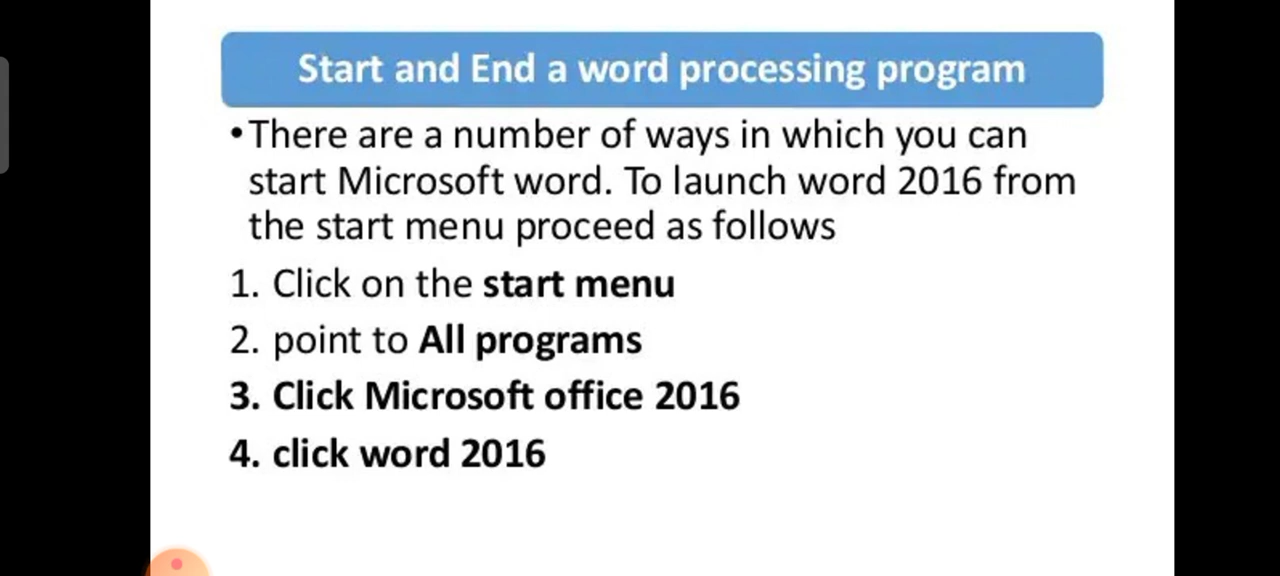 Start and End a word processing program
•There are a number of ways in which you can
start Microsoft word. To launch word 2016 from
the start menu proceed as follows
1. Click on the start menu
2. point to All programs
3. Click Microsoft office 2016
4. click word 2016